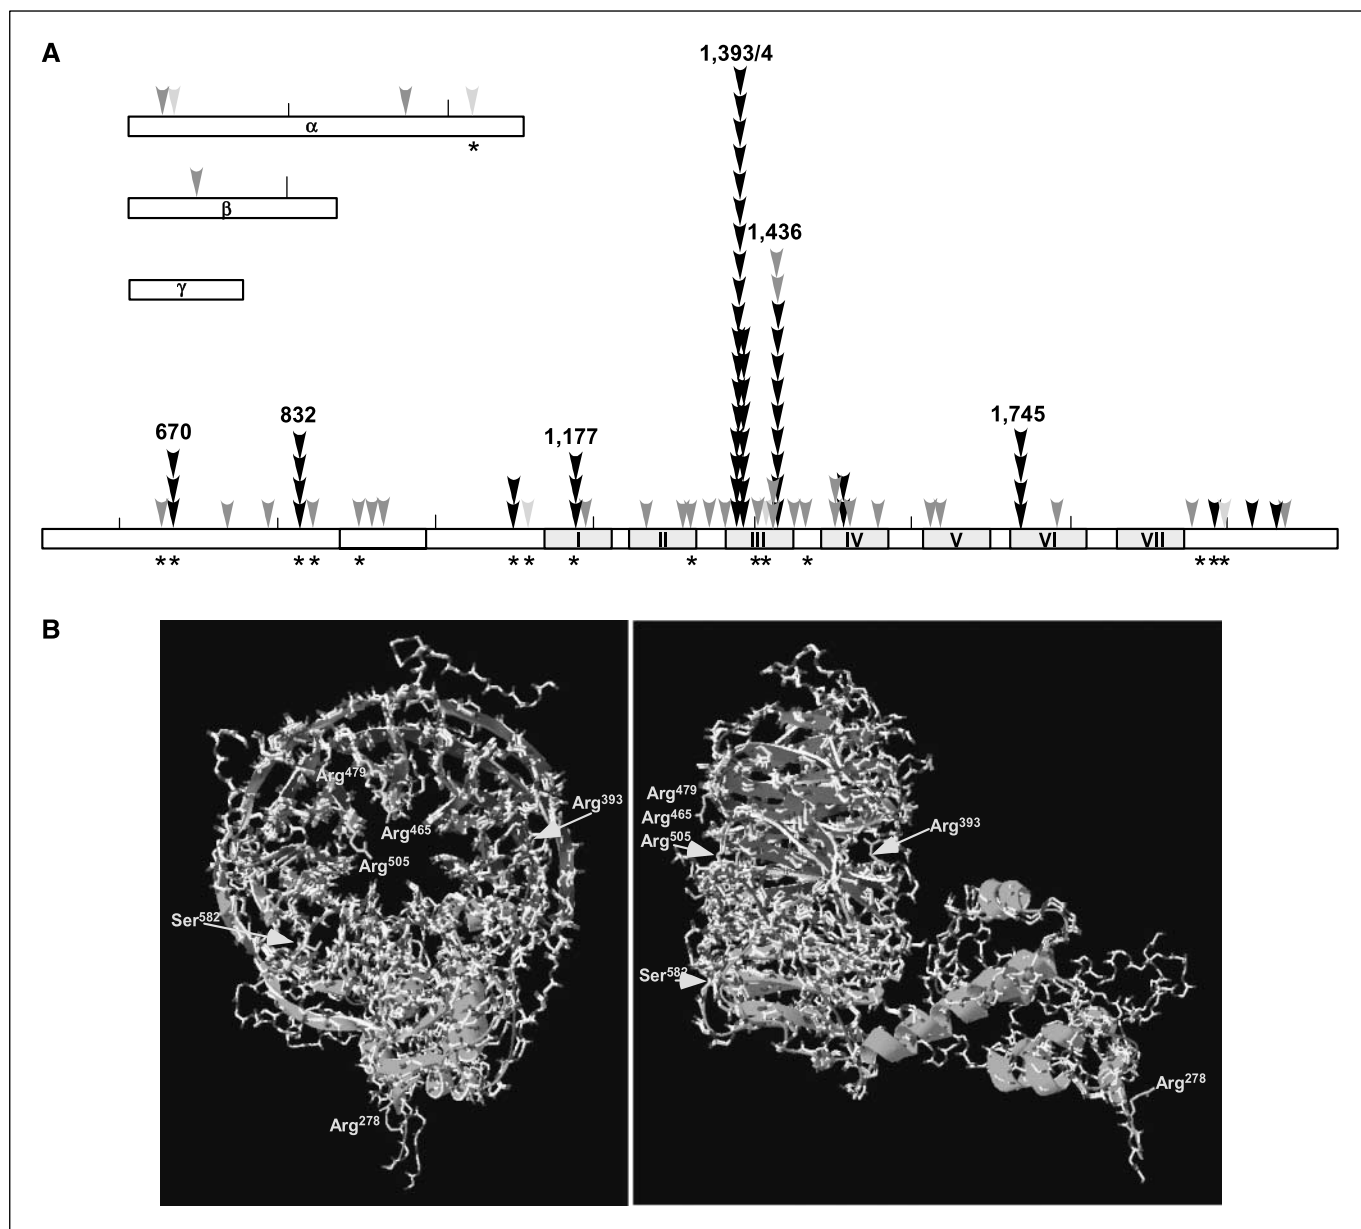 A
1,393/4
α
*
β
1,436
γ
670
832
1,177
1,745
I
II
III
IV
V
VI
VII
** ** * ** * * ** * ***
B
Arg479
Arg393
Arg465
Arg505
Ser582
Arg278
Arg479
Arg465
Arg505
Arg393
Ser582
Arg278